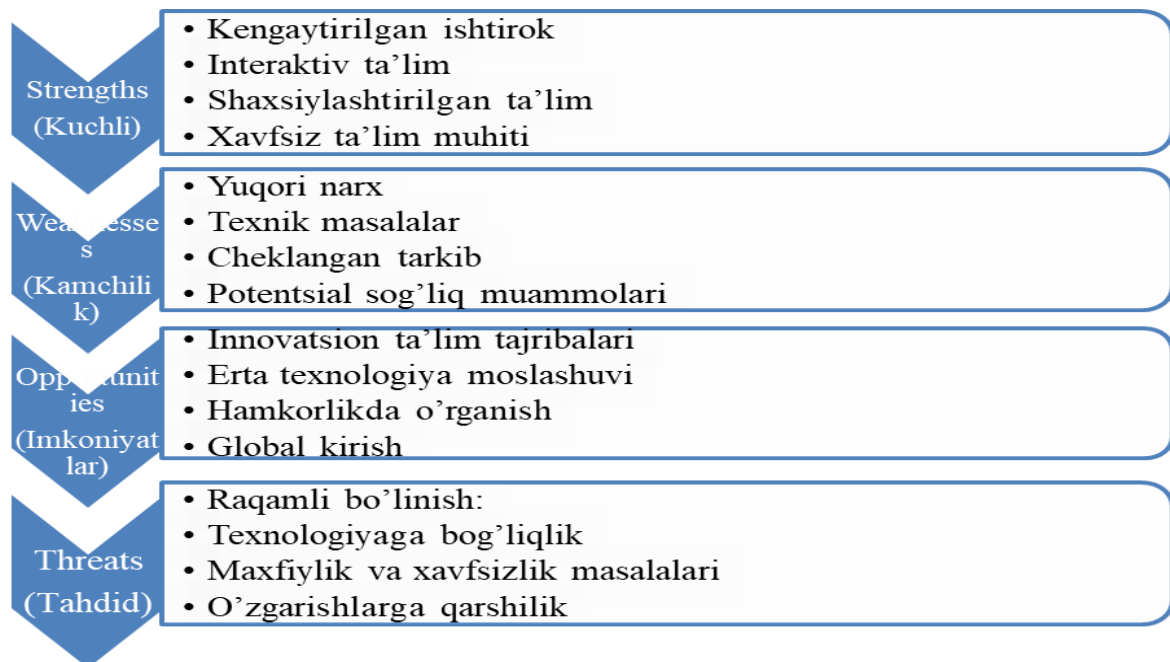 Strengths
(Kuchli)
• Kengaytirilgan ishtirok
• Interaktiv ta’lim
• Shaxsiylashtirilgan ta’lim
• Xavfsiz ta’lim muhiti
Weaknesse
s
(Kamchili
k)
• Yuqori narx
• Texnik masalalar
• Cheklangan tarkib
• Potentsial sog’liq muammolari
Opportunit
ies
(Imkoniyat
lar)
• Innovatsion ta’lim tajribalari
• Erta texnologiya moslashuvi
• Hamkorlikda o’rganish
• Global kirish
Threats
(Tahdid)
• Raqamli bo’linish:
• Texnologiyaga bog’liqlik
• Maxfiylik va xavfsizlik masalalari
• O’zgarishlarga qarshilik